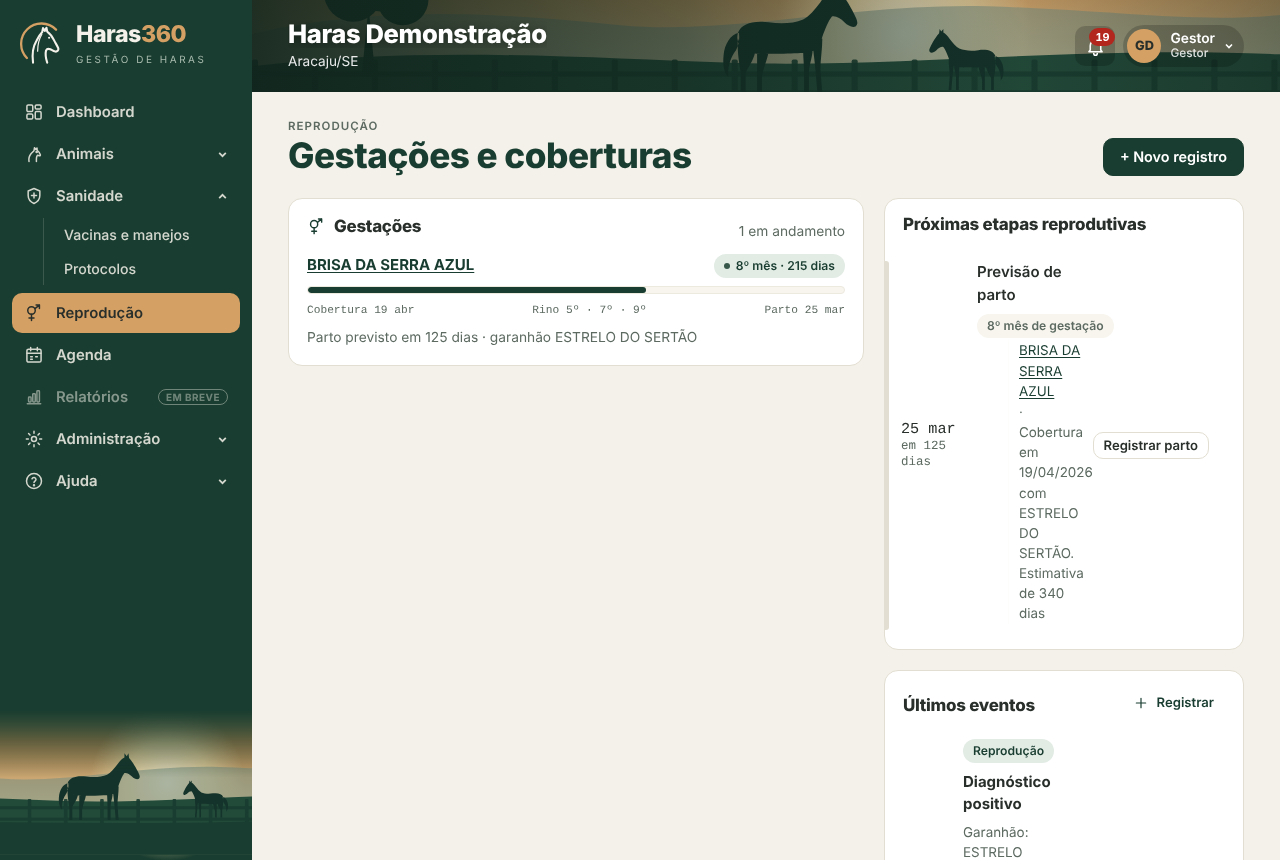 Haras360
GESTÃO DE HARAS
Dashboard
Animais
Sanidade
Vacinas e manejos
Protocolos
Reprodução
Agenda
Relatórios EM BREVE
Administração
Ajuda
Haras Demonstração
Aracaju/SE
19
GD
Gestor
Gestor
REPRODUÇÃO
Gestações e coberturas
+ Novo registro
Gestações
1 em andamento
BRISA DA SERRA AZUL
8º mês · 215 dias
Cobertura 19 abr Rino 5º · 7º · 9º Parto 25 mar
Parto previsto em 125 dias · garanhão ESTRELO DO SERTÃO
Próximas etapas reprodutivas
25 mar
em 125
dias
Previsão de
parto
8º mês de gestação
BRISA DA
SERRA
AZUL
·
Cobertura
em
19/04/2026
com
ESTRELO
DO
SERTÃO.
Estimativa
de 340
dias
Registrar parto
Últimos eventos
+ Registrar
Reprodução
Diagnóstico
positivo
Garanhão:
ESTRELO